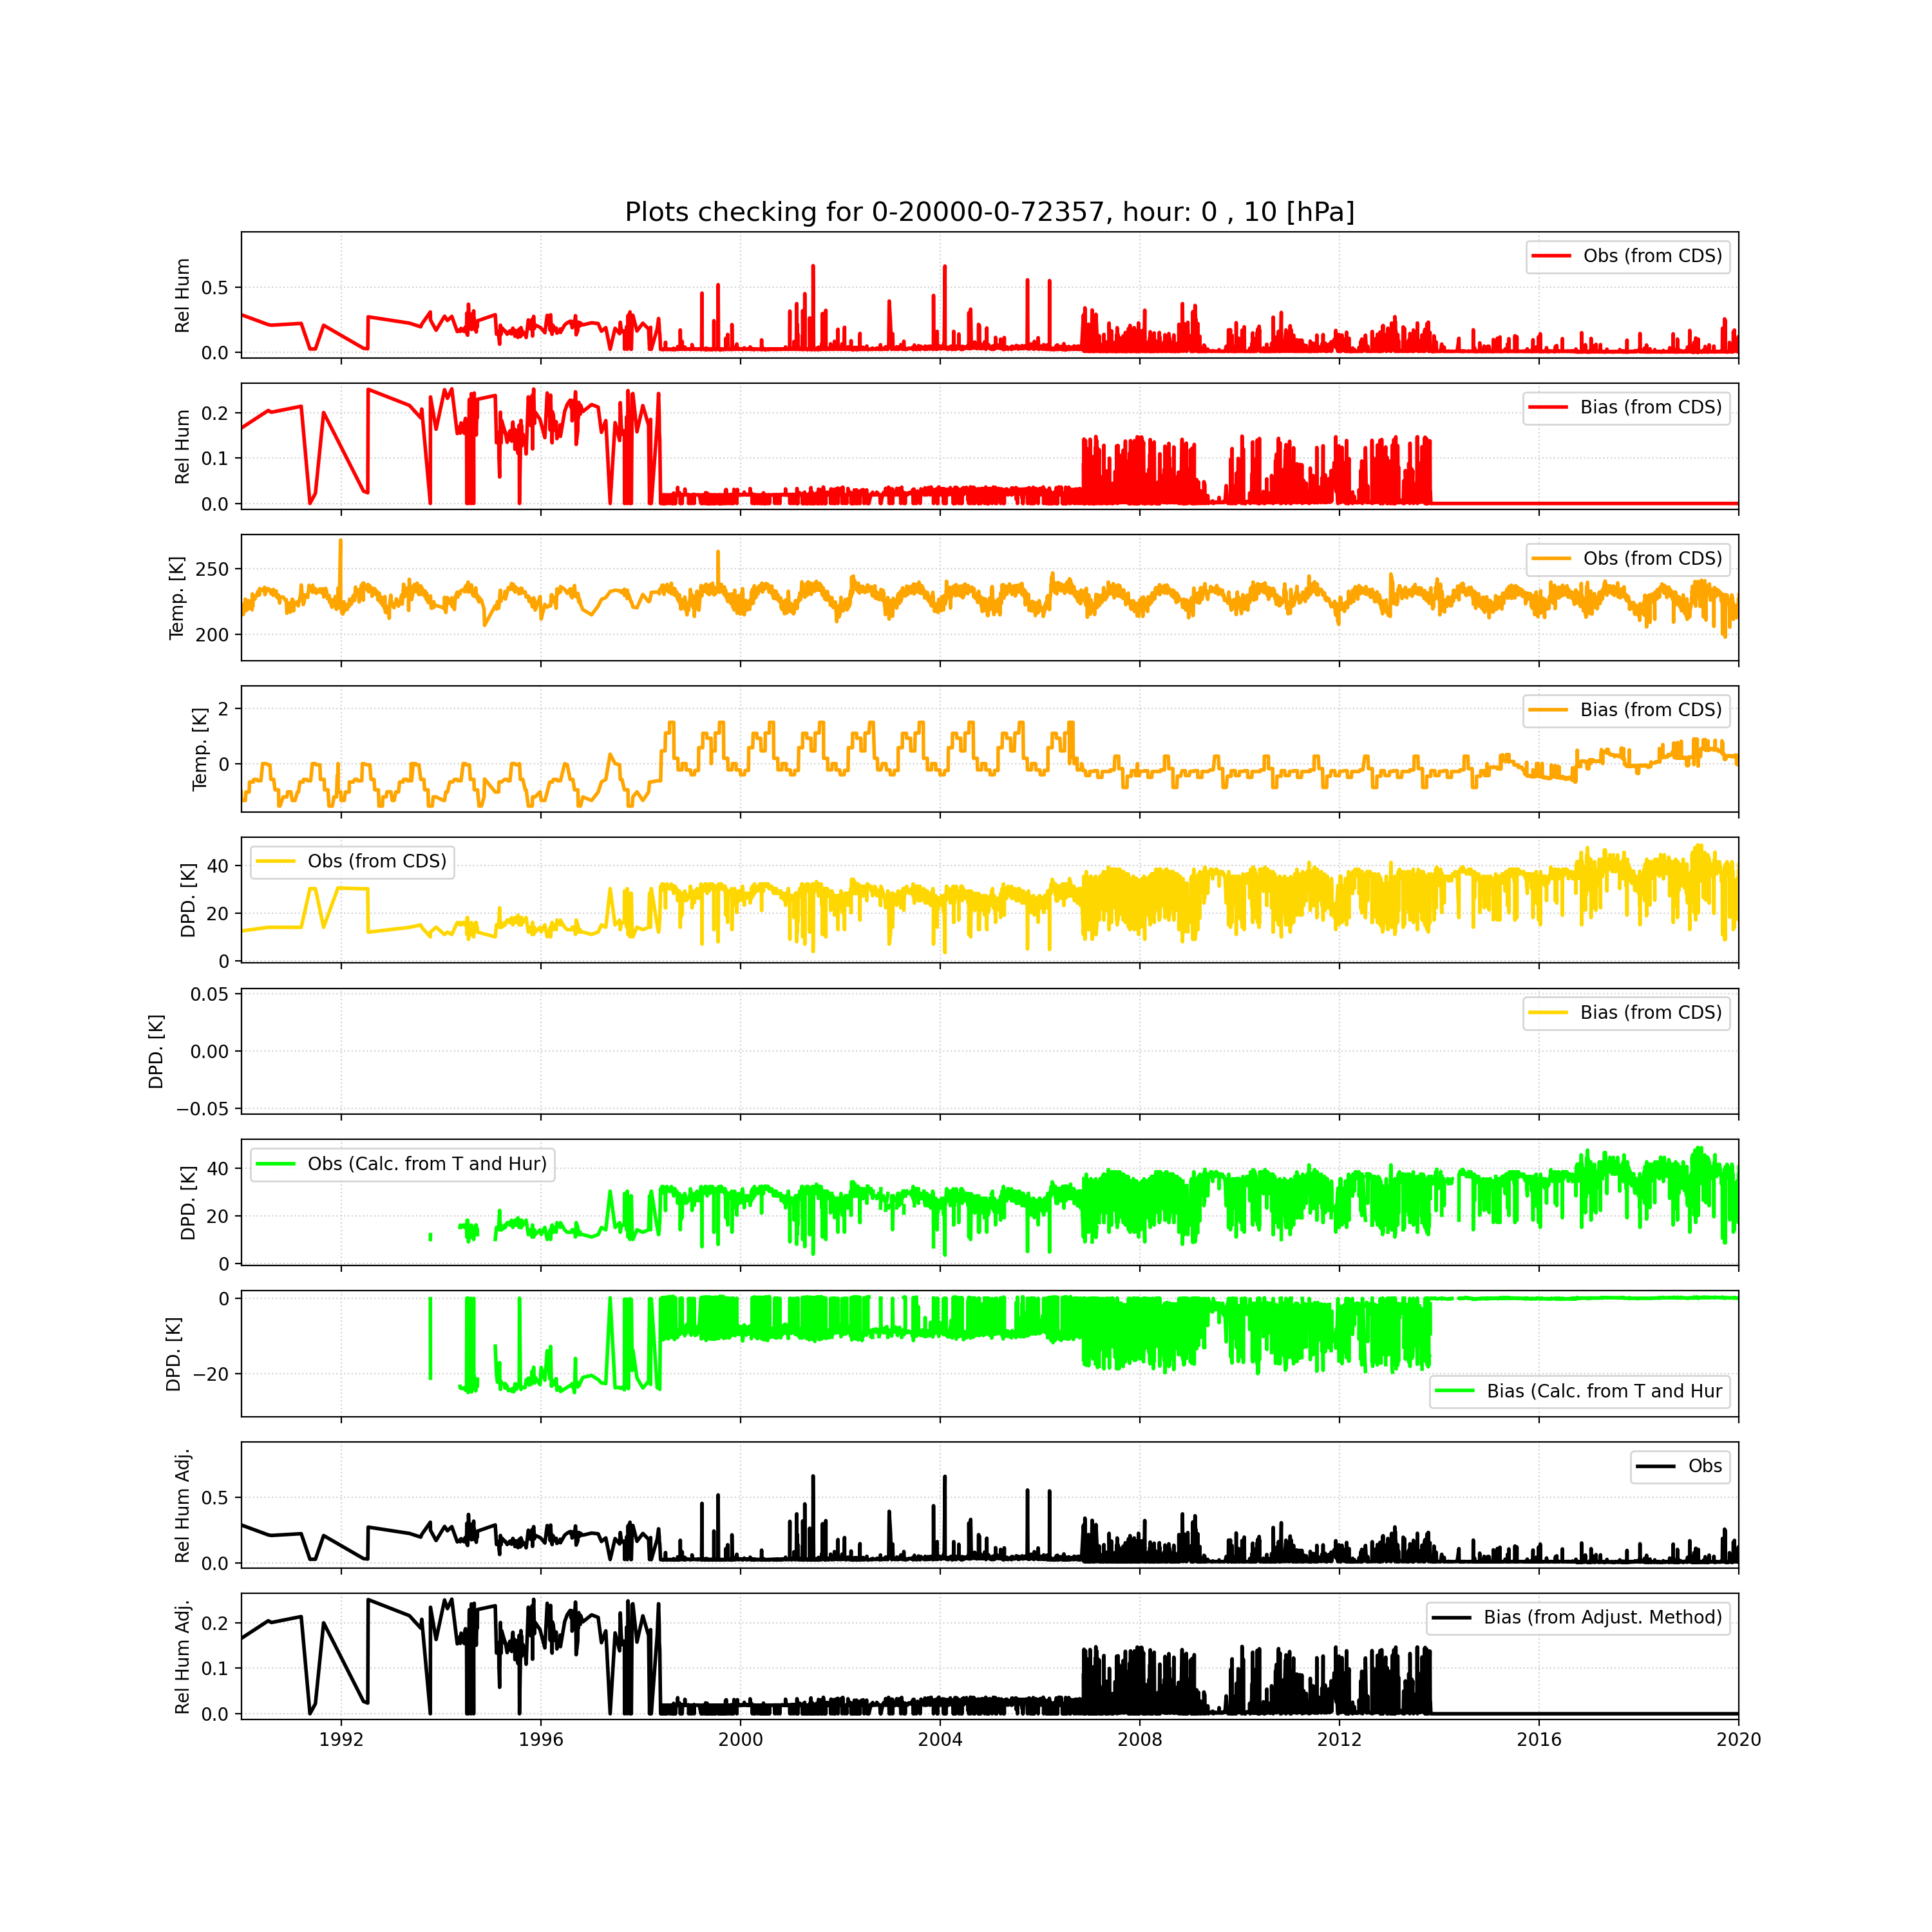 Plots checking for 0-20000-0-72357, hour: 0 , 10 [hPa]
Rel Hum
0.5
0.0
Obs (from CDS)
Rel Hum
0.2
0.1
0.0
Bias (from CDS)
Temp. [K]
250
200
Obs (from CDS)
Temp. [K]
2
0
Bias (from CDS)
DPD. [K]
40
20
0
Obs (from CDS)
DPD. [K]
0.05
0.00
−0.05
Bias (from CDS)
DPD. [K]
40
20
0
Obs (Calc. from T and Hur)
DPD. [K]
0
−20
Bias (Calc. from T and Hur
Rel Hum Adj.
0.5
0.0
Obs
Rel Hum Adj.
0.2
0.1
0.0
Bias (from Adjust. Method)
1992 1996 2000 2004 2008 2012 2016 2020